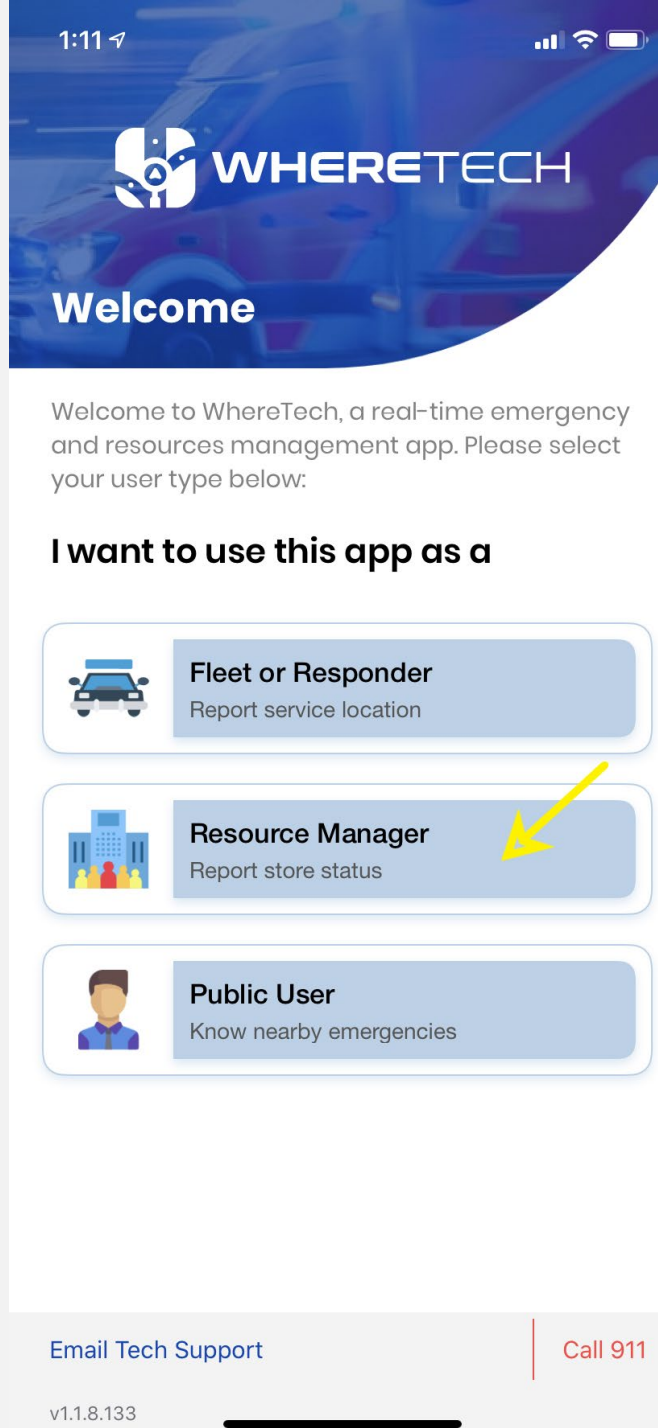 1:11
WHERETECH
Welcome
Welcome to WhereTech, a real-time emergency
and resources management app. Please select
your user type below:
I want to use this app as a
Fleet or Responder
Report service location
Resource Manager
Report store status
Public User
Know nearby emergencies
Email Tech Support
Call 911
v1.1.8.133